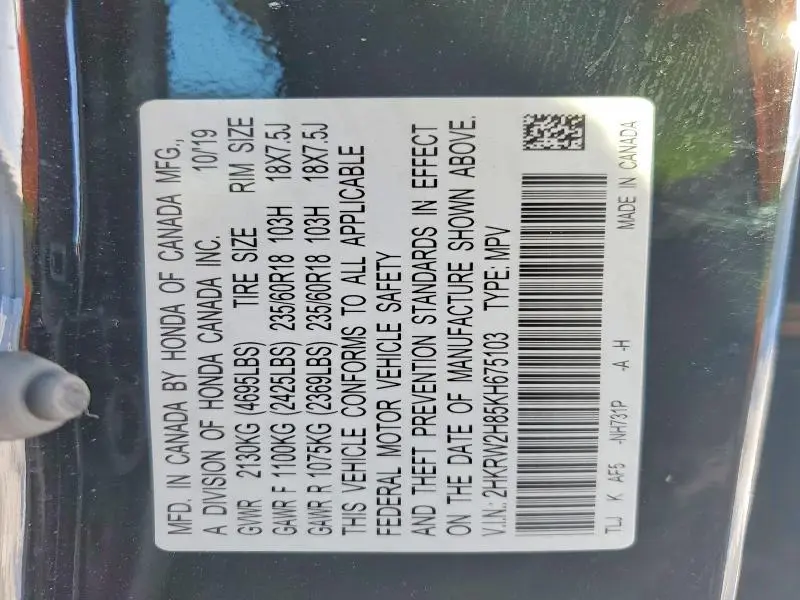 MFD. IN CANADA BY HONDA OF CANADA MFG.,
A DIVISION OF HONDA CANADA INC. 10/19
GVWR 2130KG (4695LBS) TIRE SIZE RIM SIZE
GAWR F 1100KG (2425LBS) 235/60R18 103H 18X7.5J
GAWR R 1075KG (2369LBS) 235/60R18 103H 18X7.5J
THIS VEHICLE CONFORMS TO ALL APPLICABLE
FEDERAL MOTOR VEHICLE SAFETY
AND THEFT PREVENTION STANDARDS IN EFFECT
ON THE DATE OF MANUFACTURE SHOWN ABOVE.
V.I.N.: 2HKRW2H85KH675103 TYPE: MPV
TLJ K AF5 -NH731P -A -H MADE IN CANADA